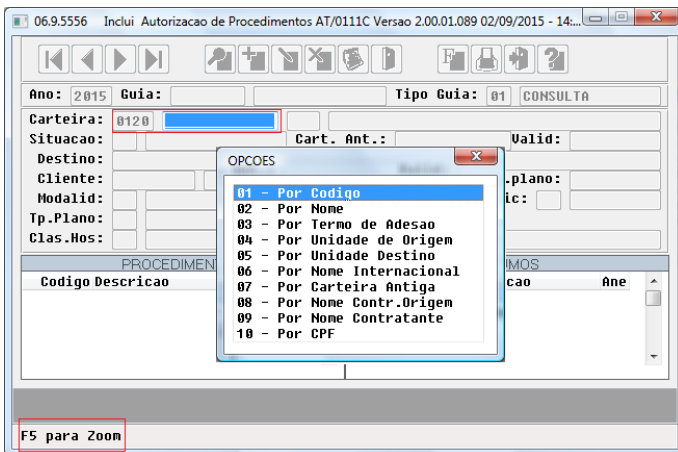 06.9.5556 Inclui Autorizacao de Procedimentos AT/0111C Versao 2.00.01.089 02/09/2015 - 14:...
Ano: 2015 Guia: Tipo Guia: 01 CONSULTA
Carteira: 0120
Situacao: Cart. Ant.: Valid:
Destino:
Cliente: .plano:
Modalid: ic:
Tp.Plano:
Clas.Hos:
OPCOES
01 - Por Codigo
02 - Por Nome
03 - Por Termo de Adesao
04 - Por Unidade de Origem
05 - Por Unidade Destino
06 - Por Nome Internacional
07 - Por Carteira Antiga
08 - Por Nome Contr.Origem
09 - Por Nome Contratante
10 - Por CPF
PROCEDIMEN UMOS
Codigo Descricao cao Ane
F5 para Zoom